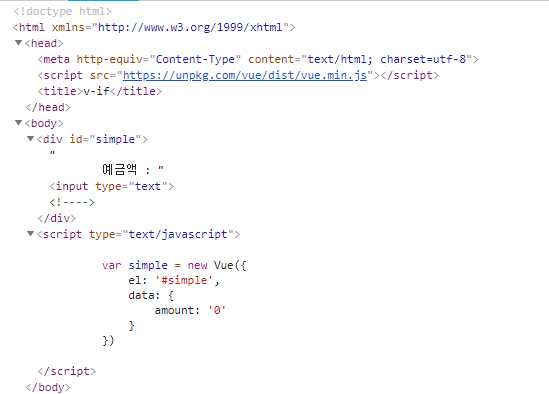 <!doctype html>
<html xmlns="http://www.w3.org/1999/xhtml">
▼<head>
<meta http-equiv="Content-Type" content="text/html; charset=utf-8">
<script src="https://unpkg.com/vue/dist/vue.min.js"></script>
<title>v-if</title>
</head>
▼<body>
▼<div id="simple">
"
예금액 : "
<input type="text">
<!---->
</div>
▼<script type="text/javascript">
var simple = new Vue({
el: '#simple',
data: {
amount: '0'
}
})
</script>
</body>